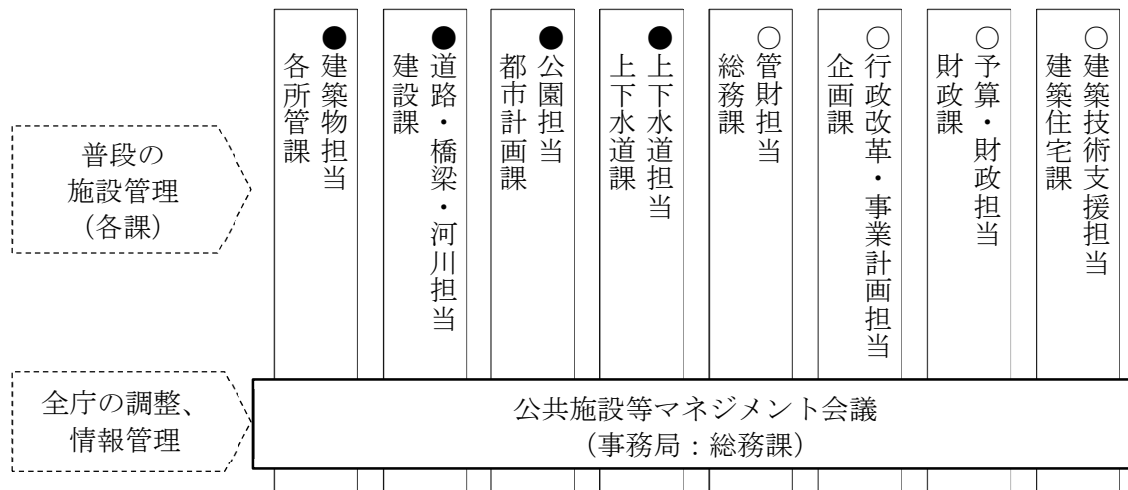 普段の
施設管理
（各課）
●建築物担当
各所管課
●道路・橋梁・河川担当
建設課
●公園担当
都市計画課
●上下水道担当
上下水道課
○管財担当
総務課
○行政改革・事業計画担当
企画課
○予算・財政担当
財政課
○建築技術支援担当
建築住宅課
全庁の調整、
情報管理
公共施設等マネジメント会議
（事務局：総務課）